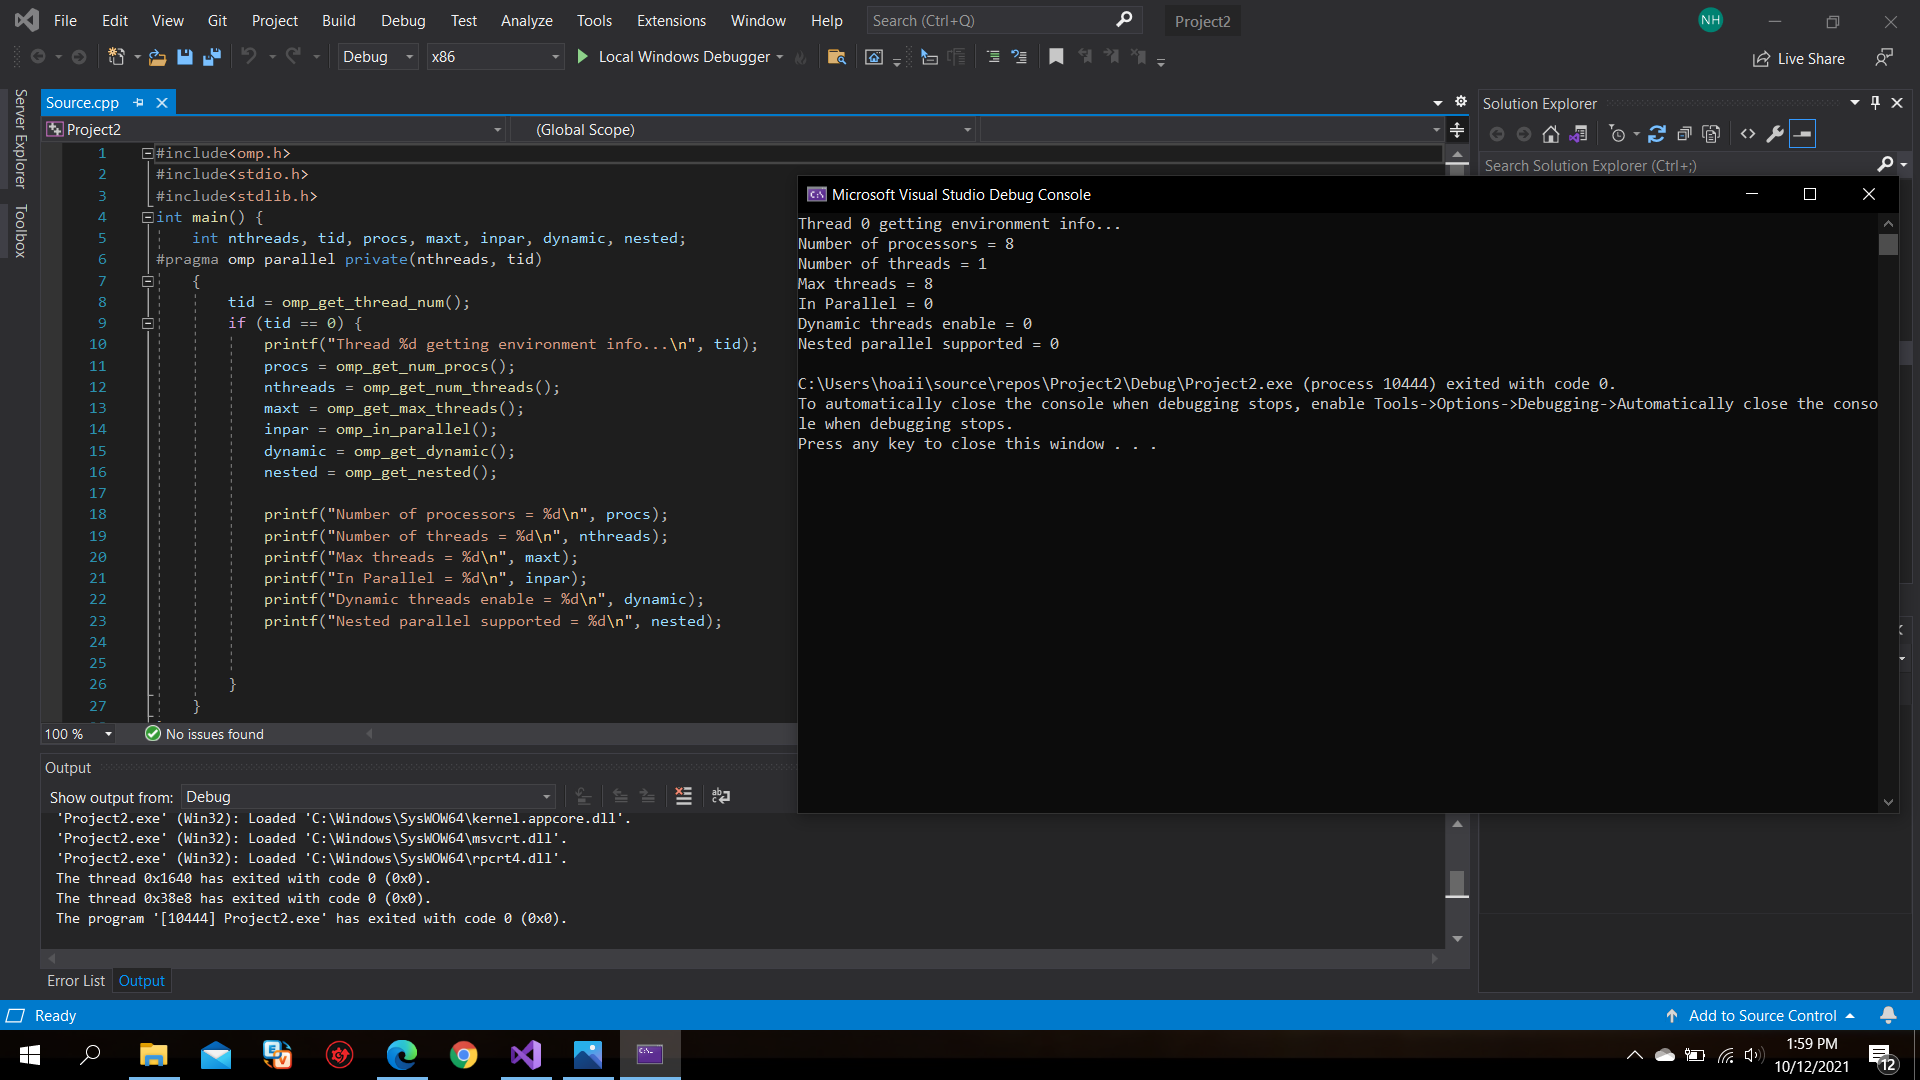 File Edit View Git Project Build Debug Test Analyze Tools Extensions Window Help Search (Ctrl+Q) Project2 NH
Debug x86 Local Windows Debugger Live Share
Server Explorer
Toolbox
Source.cpp
Project2 (Global Scope)
1 #include<omp.h>
2 #include<stdio.h>
3 #include<stdlib.h>
4 int main() {
5 int nthreads, tid, procs, maxt, inpar, dynamic, nested;
6 #pragma omp parallel private(nthreads, tid)
7 {
8 tid = omp_get_thread_num();
9 if (tid == 0) {
10 printf("Thread %d getting environment info...\n", tid);
11 procs = omp_get_num_procs();
12 nthreads = omp_get_num_threads();
13 maxt = omp_get_max_threads();
14 inpar = omp_in_parallel();
15 dynamic = omp_get_dynamic();
16 nested = omp_get_nested();
17
18 printf("Number of processors = %d\n", procs);
19 printf("Number of threads = %d\n", nthreads);
20 printf("Max threads = %d\n", maxt);
21 printf("In Parallel = %d\n", inpar);
22 printf("Dynamic threads enable = %d\n", dynamic);
23 printf("Nested parallel supported = %d\n", nested);
24
25
26 }
27 }
100 % No issues found
Solution Explorer
Search Solution Explorer (Ctrl+;)
Microsoft Visual Studio Debug Console
Thread 0 getting environment info...
Number of processors = 8
Number of threads = 1
Max threads = 8
In Parallel = 0
Dynamic threads enable = 0
Nested parallel supported = 0
C:\Users\hoaii\source\repos\Project2\Debug\Project2.exe (process 10444) exited with code 0.
To automatically close the console when debugging stops, enable Tools->Options->Debugging->Automatically close the conso
le when debugging stops.
Press any key to close this window . . .
Output
Show output from: Debug
'Project2.exe' (Win32): Loaded 'C:\Windows\SysWOW64\kernel.appcore.dll'.
'Project2.exe' (Win32): Loaded 'C:\Windows\SysWOW64\msvcrt.dll'.
'Project2.exe' (Win32): Loaded 'C:\Windows\SysWOW64\rpcrt4.dll'.
The thread 0x1640 has exited with code 0 (0x0).
The thread 0x38e8 has exited with code 0 (0x0).
The program '[10444] Project2.exe' has exited with code 0 (0x0).
Error List Output
Ready Add to Source Control
1:59 PM
10/12/2021
12